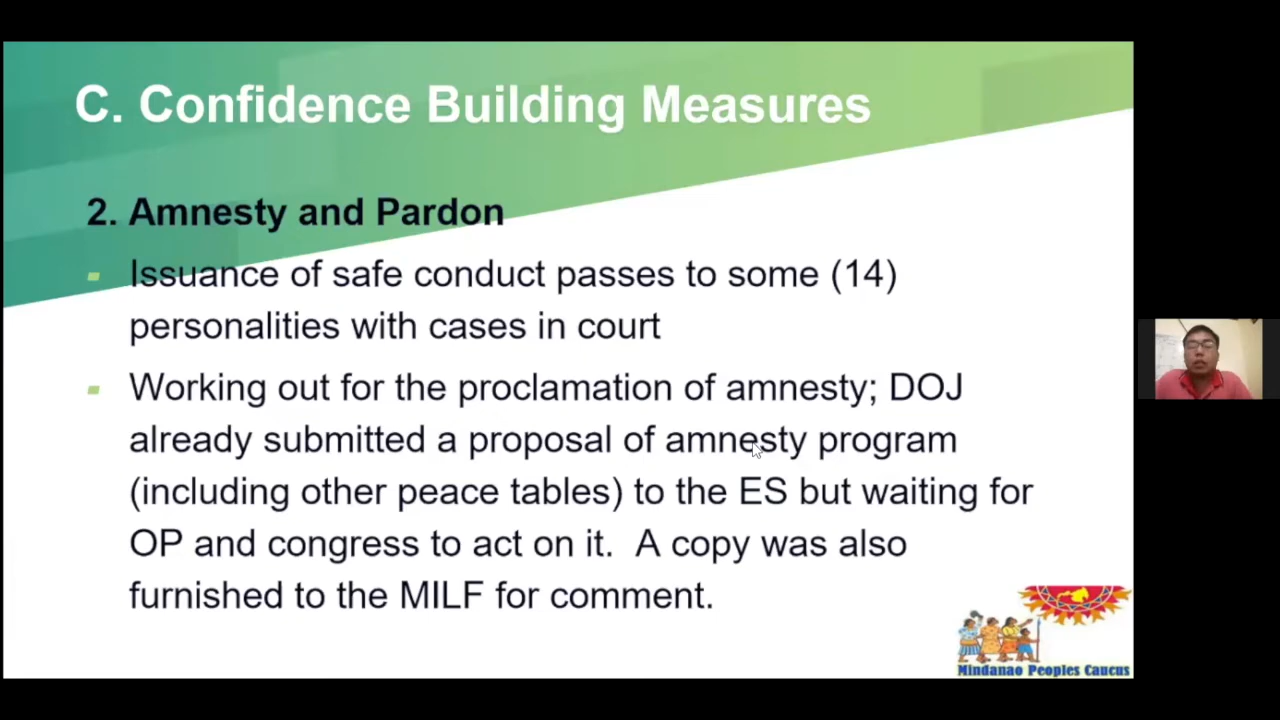 C. Confidence Building Measures
2. Amnesty and Pardon
Issuance of safe conduct passes to some (14)
personalities with cases in court
Working out for the proclamation of amnesty; DOJ
already submitted a proposal of amnesty program
(including other peace tables) to the ES but waiting for
OP and congress to act on it.  A copy was also
furnished to the MILF for comment.
Mindanao Peoples Caucus